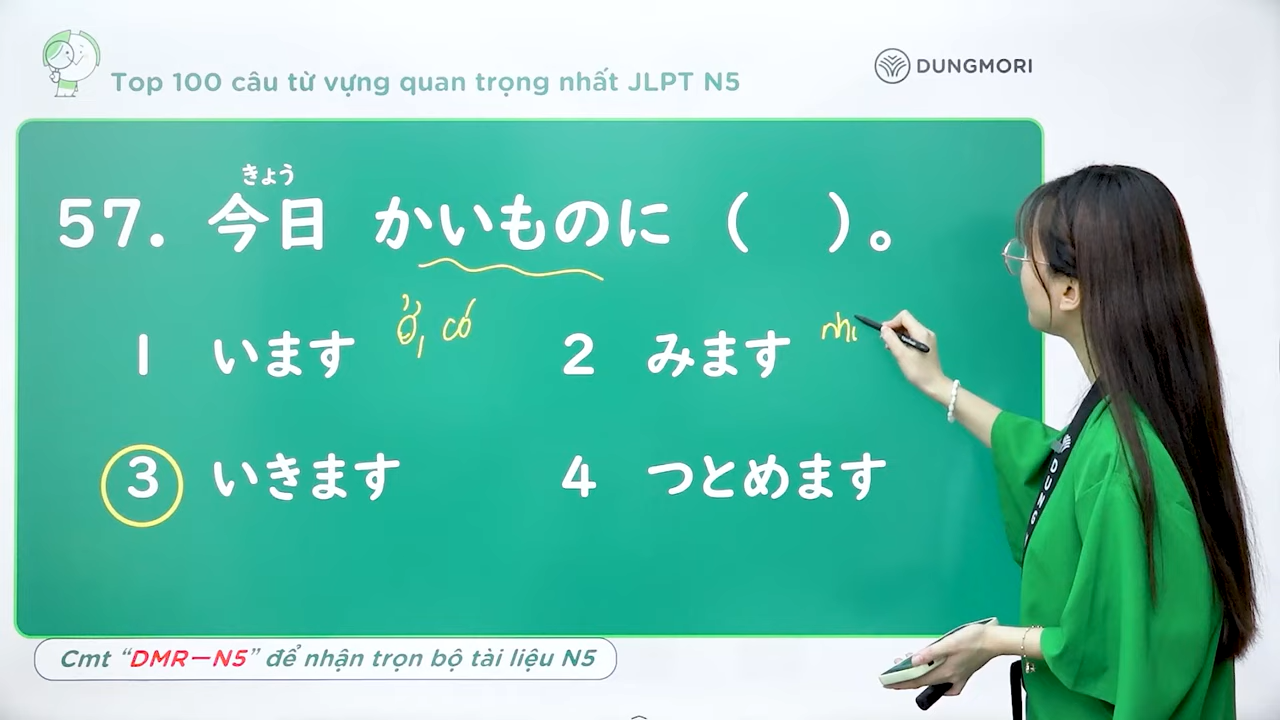 Top 100 câu từ vựng quan trọng nhất JLPT N5
DUNGMORI
きょう
57. 今日 かいものに ( )。
1 います ở, có
2 みます nhì
3 いきます
4 つとめます
Cmt “DMR–N5” để nhận trọn bộ tài liệu N5
DUNG